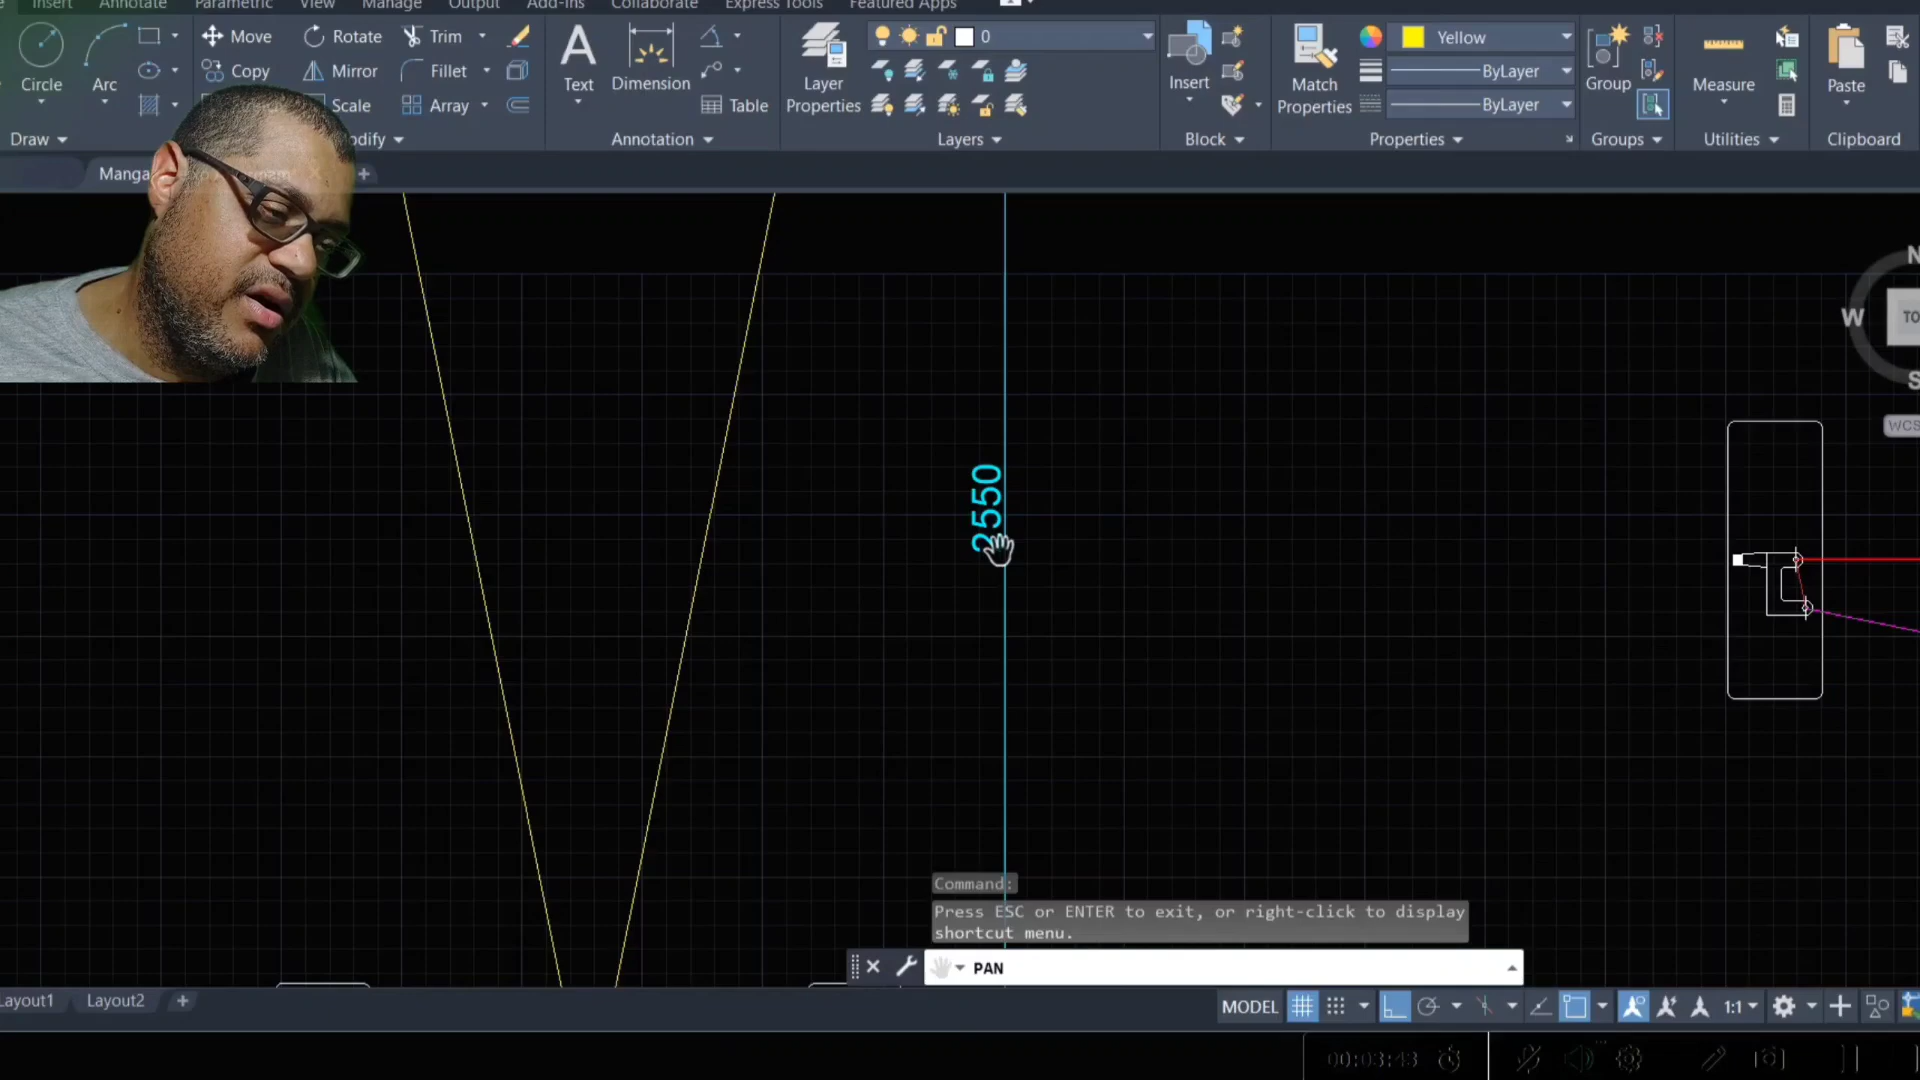 Insert Annotate Parametric View Manage Output Add-ins Collaborate Express Tools Featured Apps
Move Rotate Trim 0 Yellow
Copy Mirror Fillet ByLayer
Circle Arc Text Dimension Layer Properties Insert Match Properties Group Measure Paste
Scale Array Table ByLayer
Draw Annotation Layers Block Properties Groups Utilities Clipboard
Manga
N
W
TO
S
WCS
2550
Command:
Press ESC or ENTER to exit, or right-click to display
shortcut menu.
PAN
Layout1 Layout2
MODEL 1:1
00:03:43